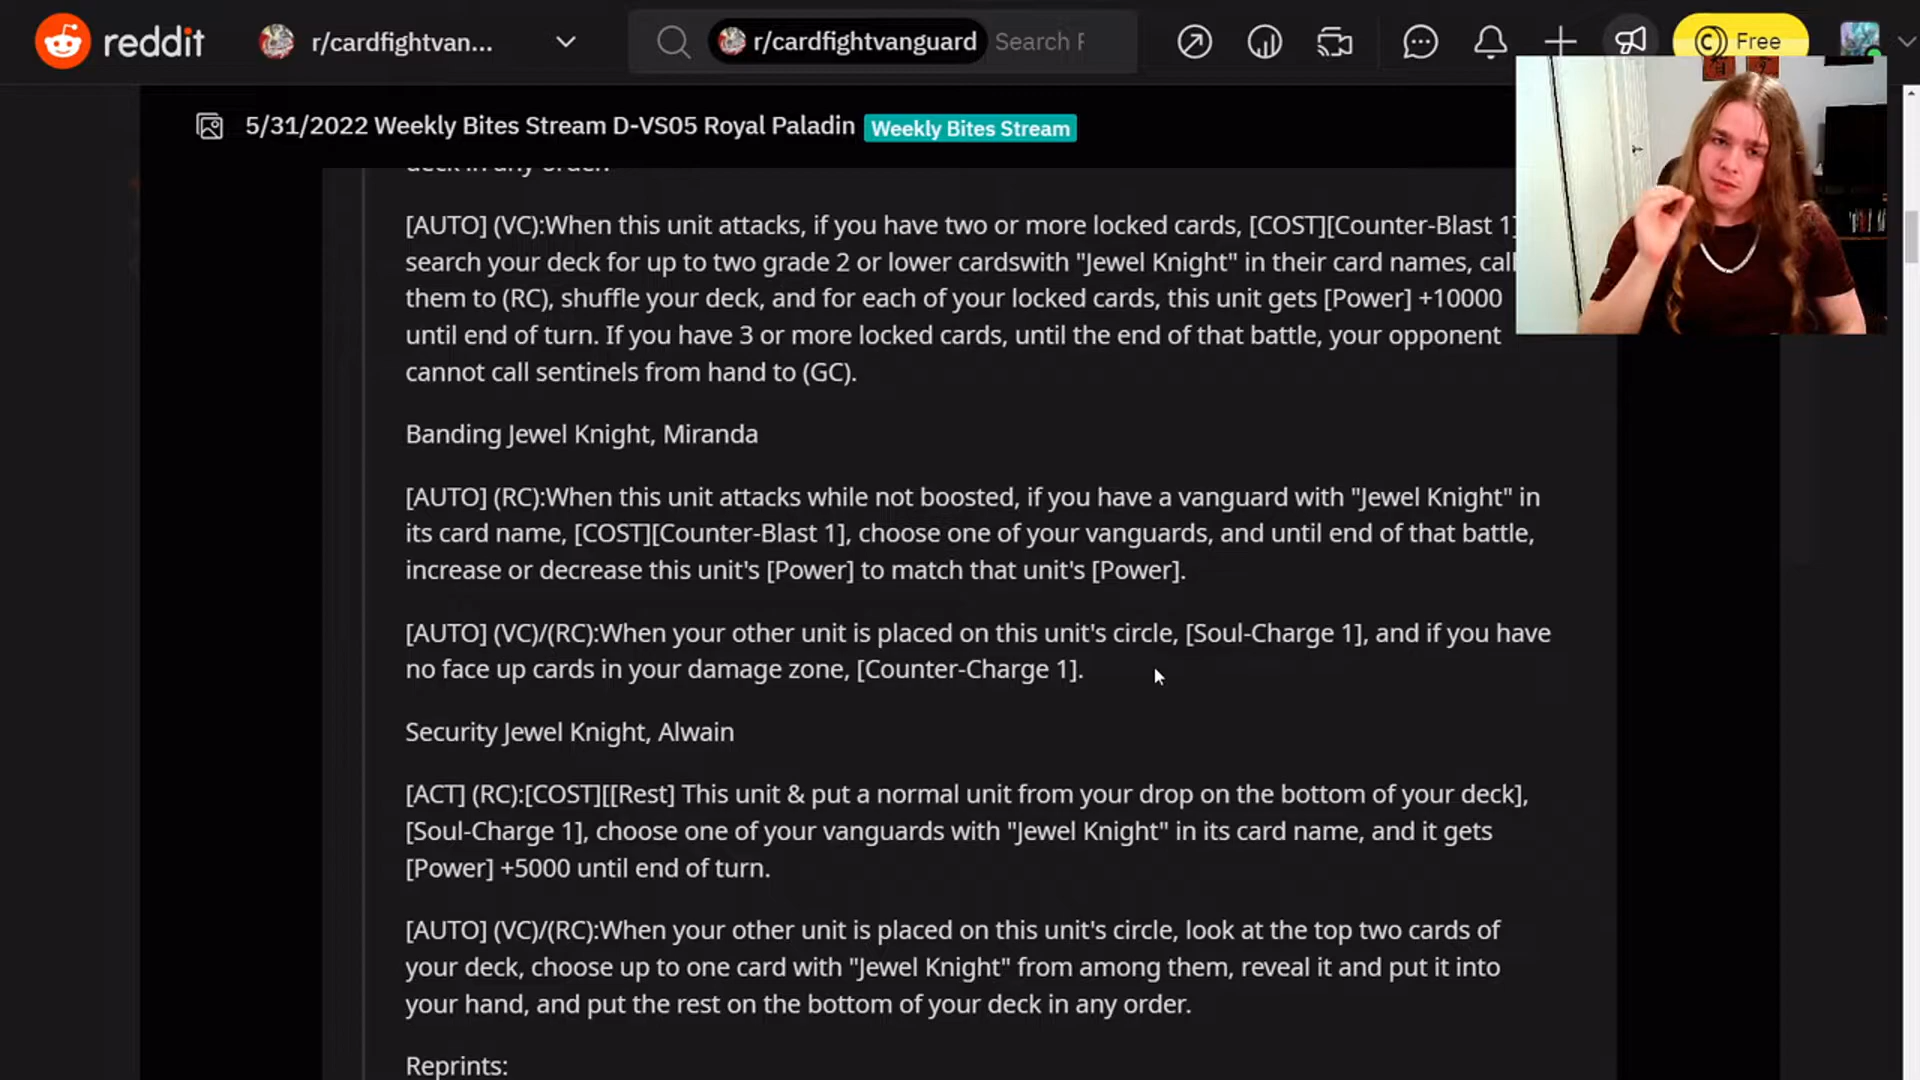 reddit
r/cardfightvan...
r/cardfightvanguard
Search F
Free
5/31/2022 Weekly Bites Stream D-VS05 Royal Paladin
Weekly Bites Stream
deck in any order.
[AUTO] (VC):When this unit attacks, if you have two or more locked cards, [COST][Counter-Blast 1]
search your deck for up to two grade 2 or lower cardswith "Jewel Knight" in their card names, call
them to (RC), shuffle your deck, and for each of your locked cards, this unit gets [Power] +10000
until end of turn. If you have 3 or more locked cards, until the end of that battle, your opponent
cannot call sentinels from hand to (GC).
Banding Jewel Knight, Miranda
[AUTO] (RC):When this unit attacks while not boosted, if you have a vanguard with "Jewel Knight" in
its card name, [COST][Counter-Blast 1], choose one of your vanguards, and until end of that battle,
increase or decrease this unit's [Power] to match that unit's [Power].
[AUTO] (VC)/(RC):When your other unit is placed on this unit's circle, [Soul-Charge 1], and if you have
no face up cards in your damage zone, [Counter-Charge 1].
Security Jewel Knight, Alwain
[ACT] (RC):[COST][[Rest] This unit & put a normal unit from your drop on the bottom of your deck],
[Soul-Charge 1], choose one of your vanguards with "Jewel Knight" in its card name, and it gets
[Power] +5000 until end of turn.
[AUTO] (VC)/(RC):When your other unit is placed on this unit's circle, look at the top two cards of
your deck, choose up to one card with "Jewel Knight" from among them, reveal it and put it into
your hand, and put the rest on the bottom of your deck in any order.
Reprints: